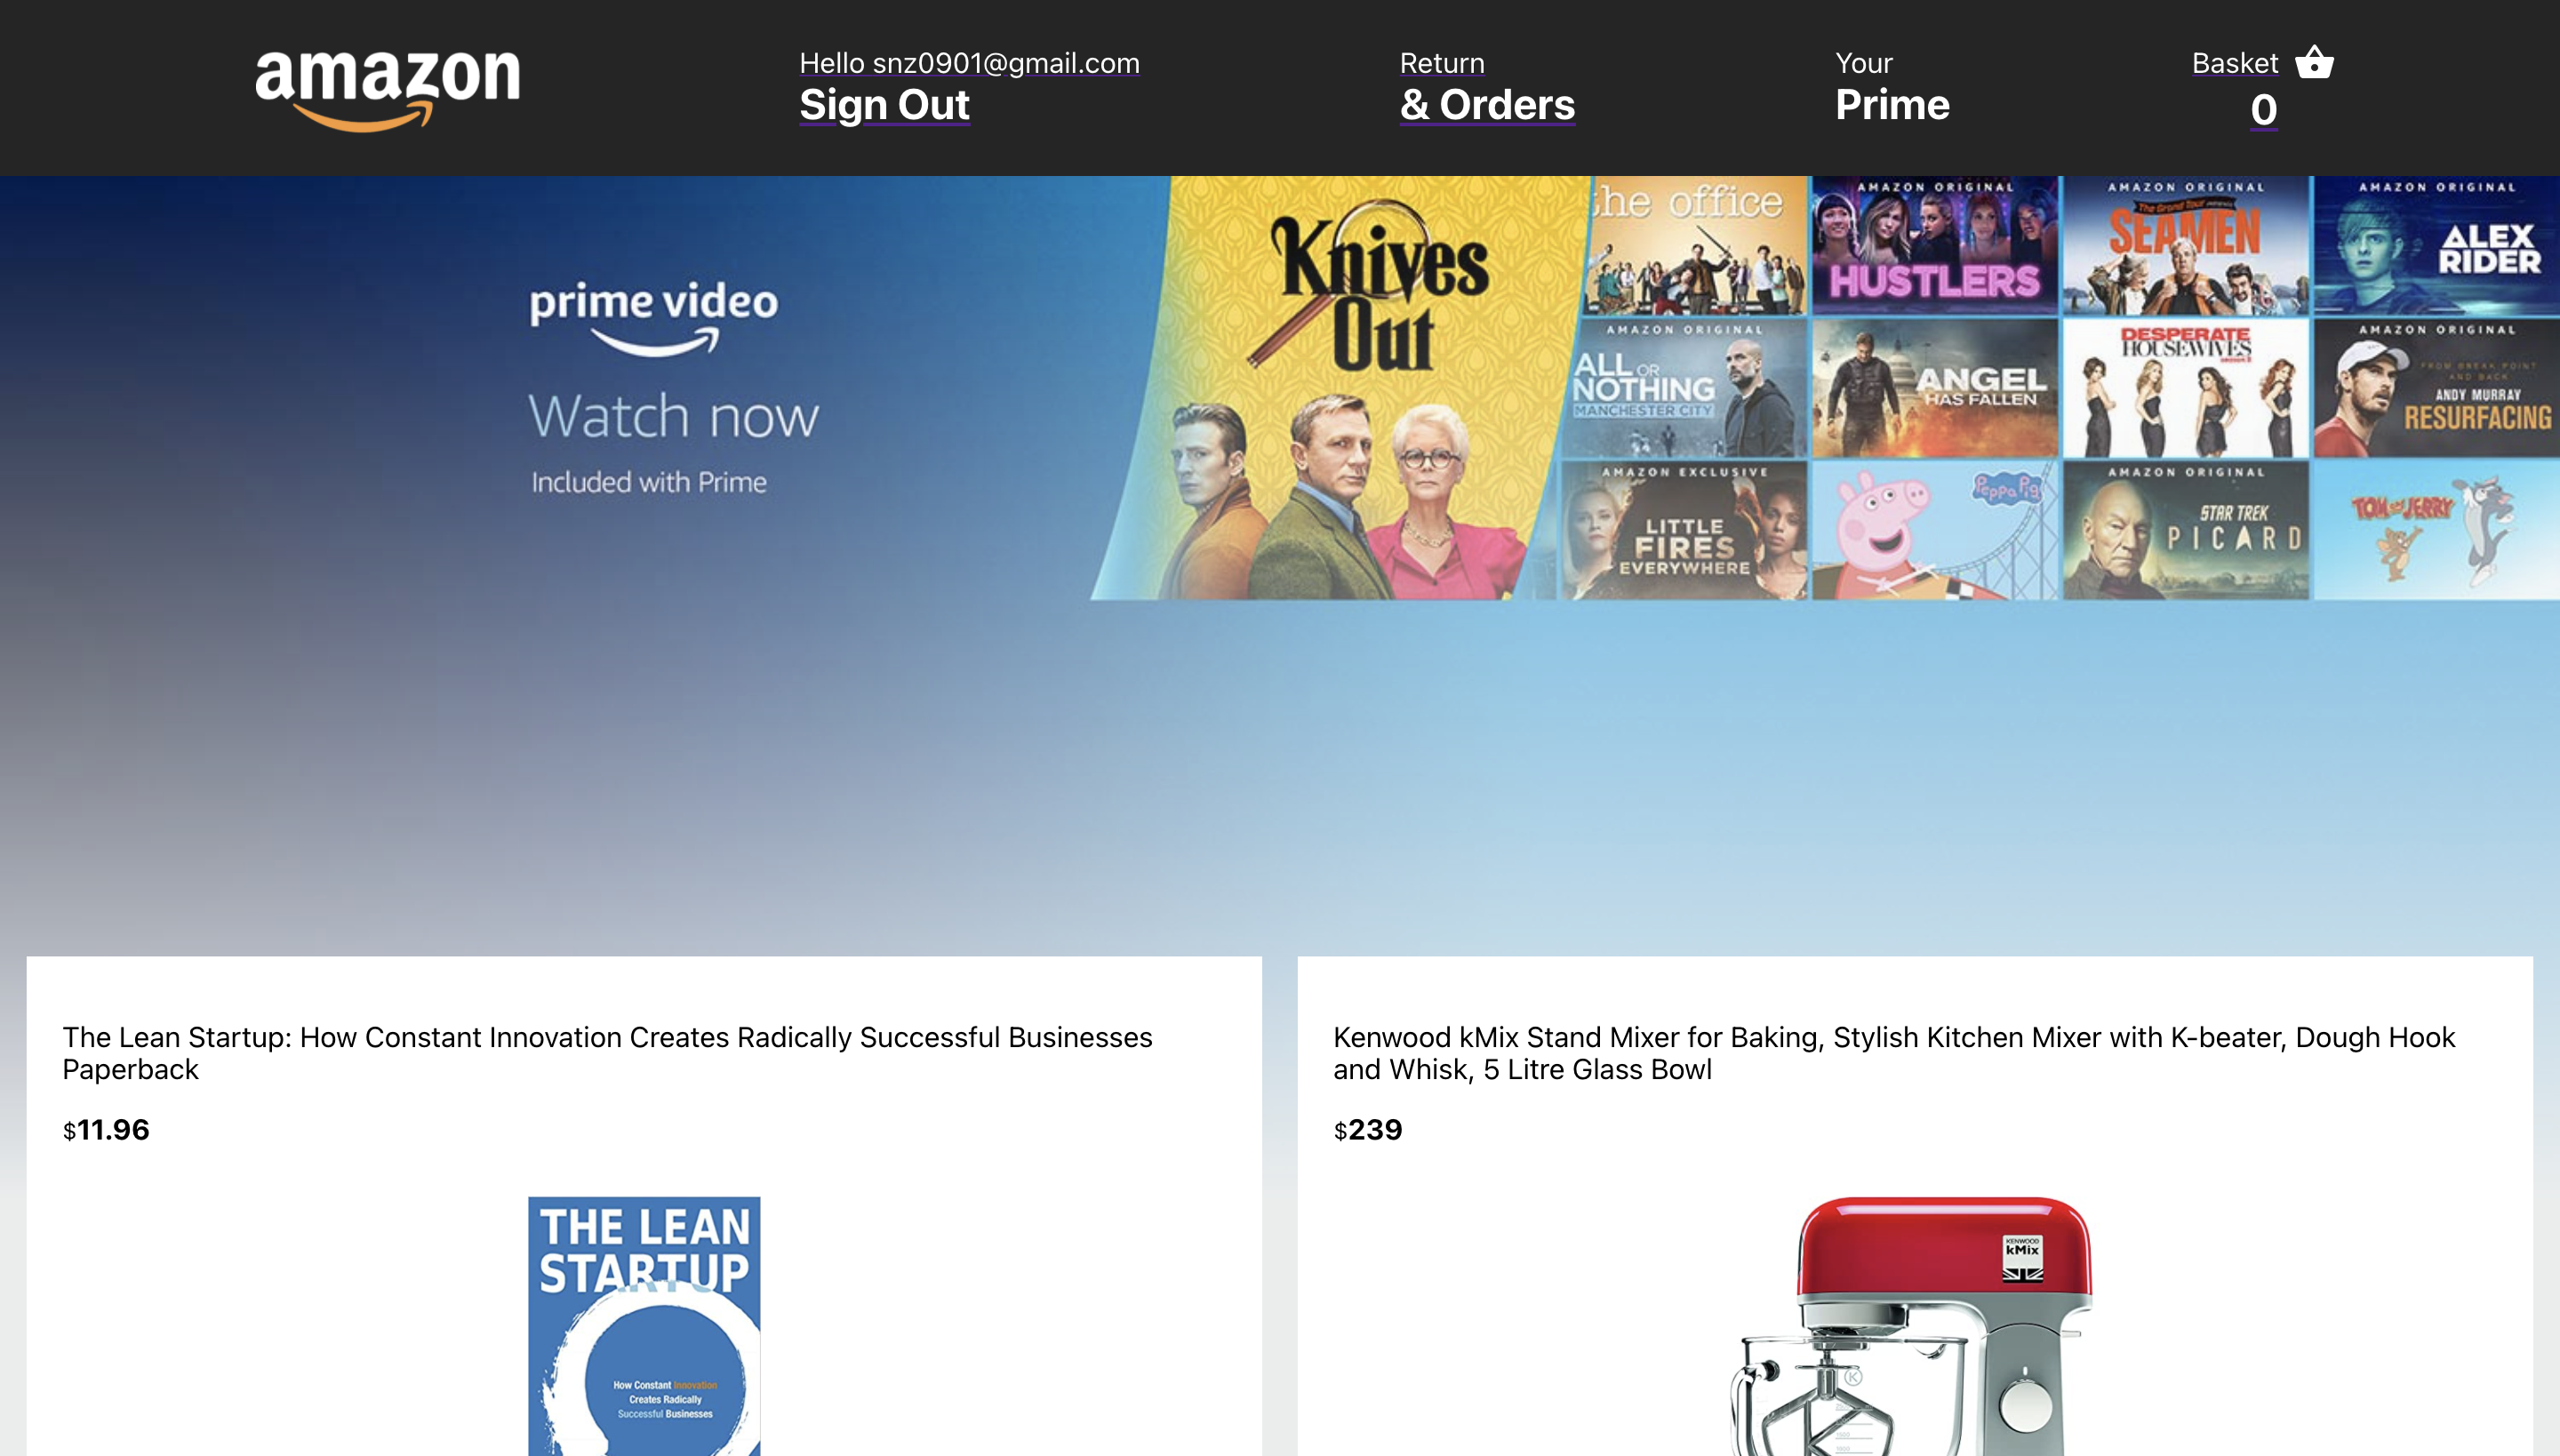 amazon
Hello snz0901@gmail.com
Sign Out
Return
& Orders
Your
Prime
Basket
0
prime video
Watch now
Included with Prime
Knives
Out
the office
AMAZON ORIGINAL
HUSTLERS
AMAZON ORIGINAL
The Grand Tour
SEAMEN
AMAZON ORIGINAL
ALEX
RIDER
AMAZON ORIGINAL
ALL OR
NOTHING
MANCHESTER CITY
ANGEL
HAS FALLEN
DESPERATE
HOUSEWIVES
AMAZON ORIGINAL
FROM BREAK POINT
AND BACK
ANDY MURRAY
RESURFACING
AMAZON EXCLUSIVE
LITTLE
FIRES
EVERYWHERE
Peppa Pig
AMAZON ORIGINAL
STAR TREK
PICARD
TOM and JERRY
The Lean Startup: How Constant Innovation Creates Radically Successful Businesses
Paperback
$11.96
THE LEAN
STARTUP
How Constant Innovation
Creates Radically
Successful Businesses
Kenwood kMix Stand Mixer for Baking, Stylish Kitchen Mixer with K-beater, Dough Hook
and Whisk, 5 Litre Glass Bowl
$239
KENWOOD
kMix
K